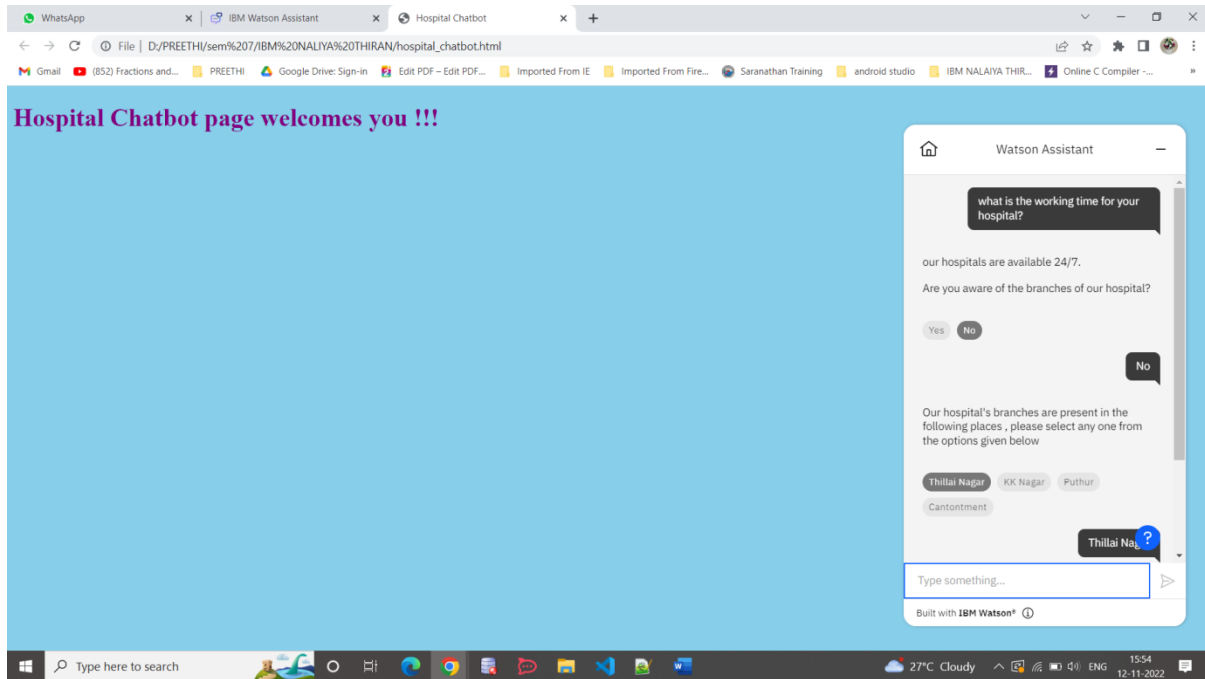 WhatsApp
IBM Watson Assistant
Hospital Chatbot
File | D:/PREETHI/sem%207/IBM%20NALIYA%20THIRAN/hospital_chatbot.html
Gmail
(852) Fractions and...
PREETHI
Google Drive: Sign-in
Edit PDF – Edit PDF...
Imported From IE
Imported From Fire...
Saranathan Training
android studio
IBM NALAIYA THIR...
Online C Compiler -...
»
Hospital Chatbot page welcomes you !!!
Watson Assistant
what is the working time for your
hospital?
our hospitals are available 24/7.
Are you aware of the branches of our hospital?
Yes
No
No
Our hospital's branches are present in the
following places , please select any one from
the options given below
Thillai Nagar
KK Nagar
Puthur
Cantontment
Thillai Nag
?
Type something...
Built with IBM Watson®
Type here to search
27°C Cloudy
ENG
15:54
12-11-2022